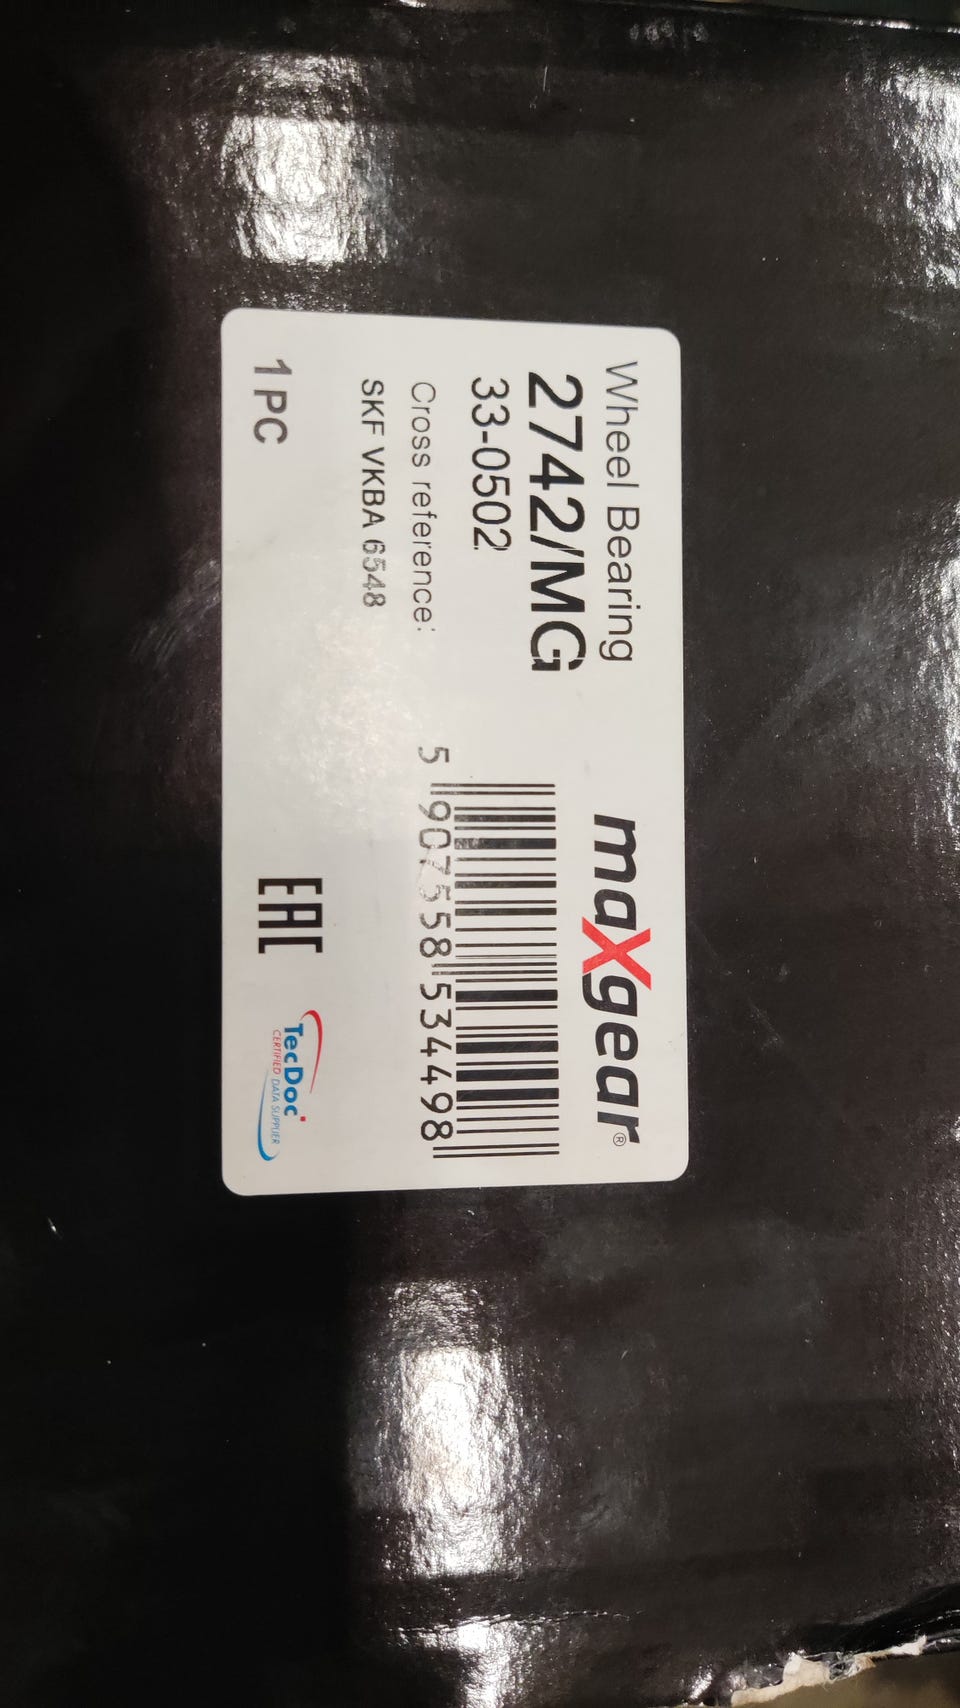 Wheel Bearing
maxgear®
2742/MG
33-0502
Cross reference:
SKF VKBA 6548
5 907558 534498
1 PC
EAC
TecDoc
CERTIFIED DATA SUPPLIER